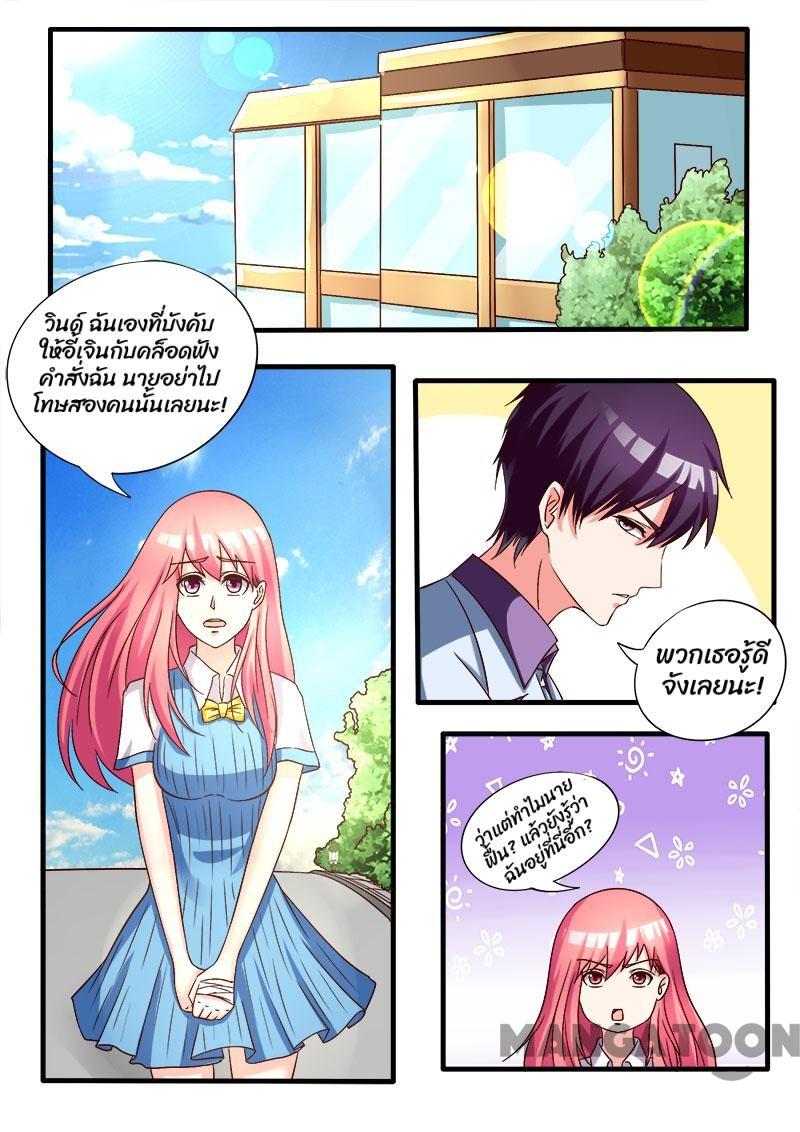 วินด์ ฉันเองที่บังคับ
ให้อี้เจินกับคล็อดฟัง
คำสั่งฉัน นายอย่าไป
โทษสองคนนั้นเลยนะ!
พวกเธอรู้ดี
จังเลยนะ!
ว่าแต่ทำไมนาย
ฟื้น? แล้วยังรู้ว่า
ฉันอยู่ที่นี่อีก?
MANGATOON